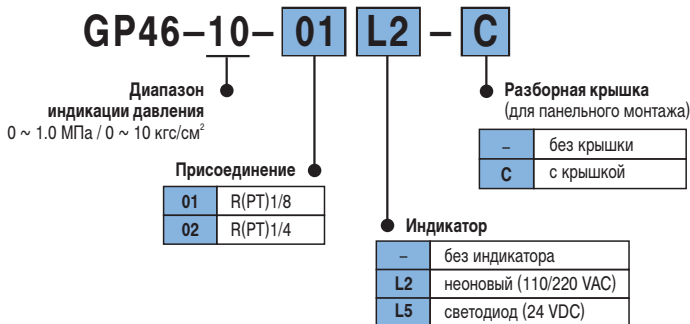 GP46–10– 01 L2 – C
Диапазон
индикации давления
0 ~ 1.0 МПа / 0 ~ 10 кгс/см²
Разборная крышка
(для панельного монтажа)
– без крышки
C с крышкой
Присоединение
01 R(PT)1/8
02 R(PT)1/4
Индикатор
– без индикатора
L2 неоновый (110/220 VAC)
L5 светодиод (24 VDC)